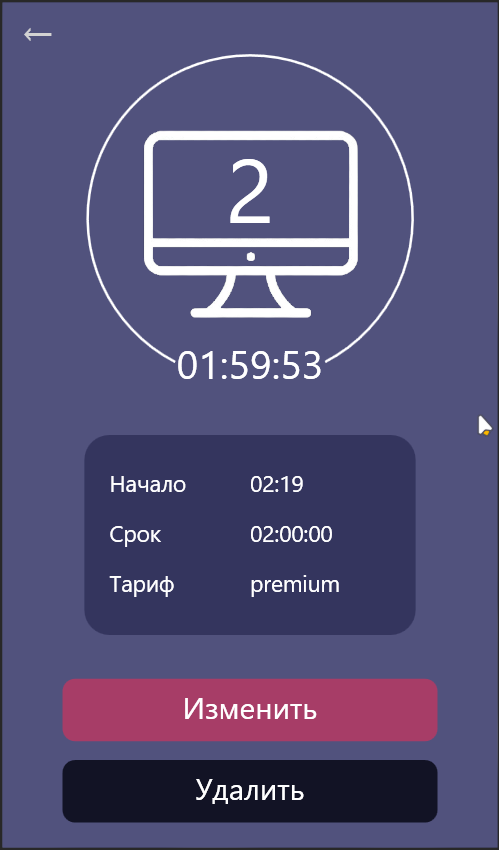 ←
2
01:59:53
Начало 02:19
Срок 02:00:00
Тариф premium
Изменить
Удалить